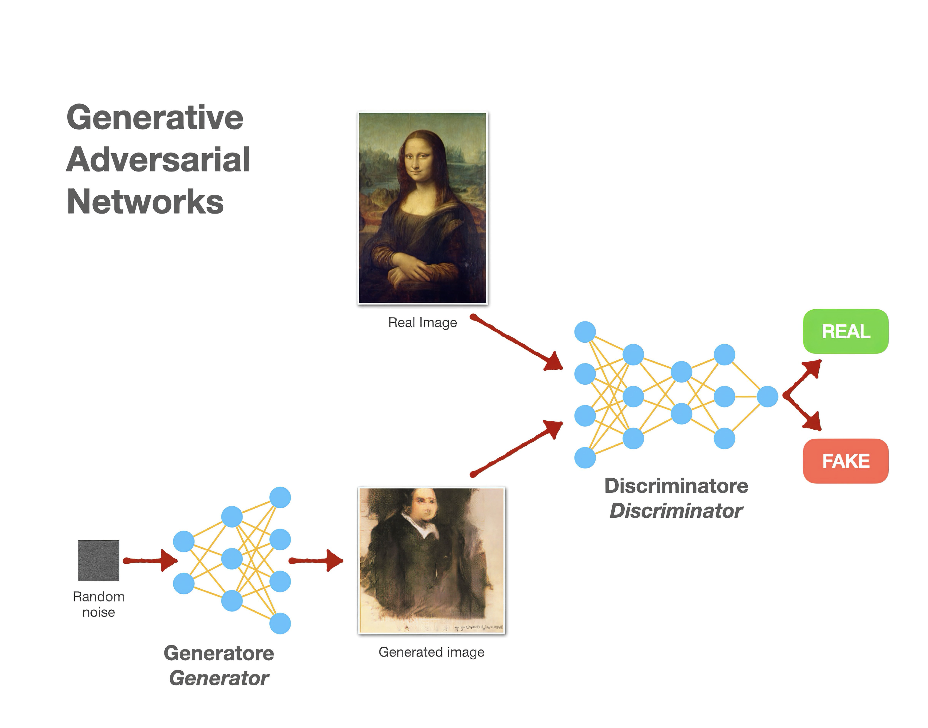 Generative
Adversarial
Networks
Real Image
REAL
FAKE
Discriminatore
Discriminator
Random
noise
Generatore
Generator
Generated image